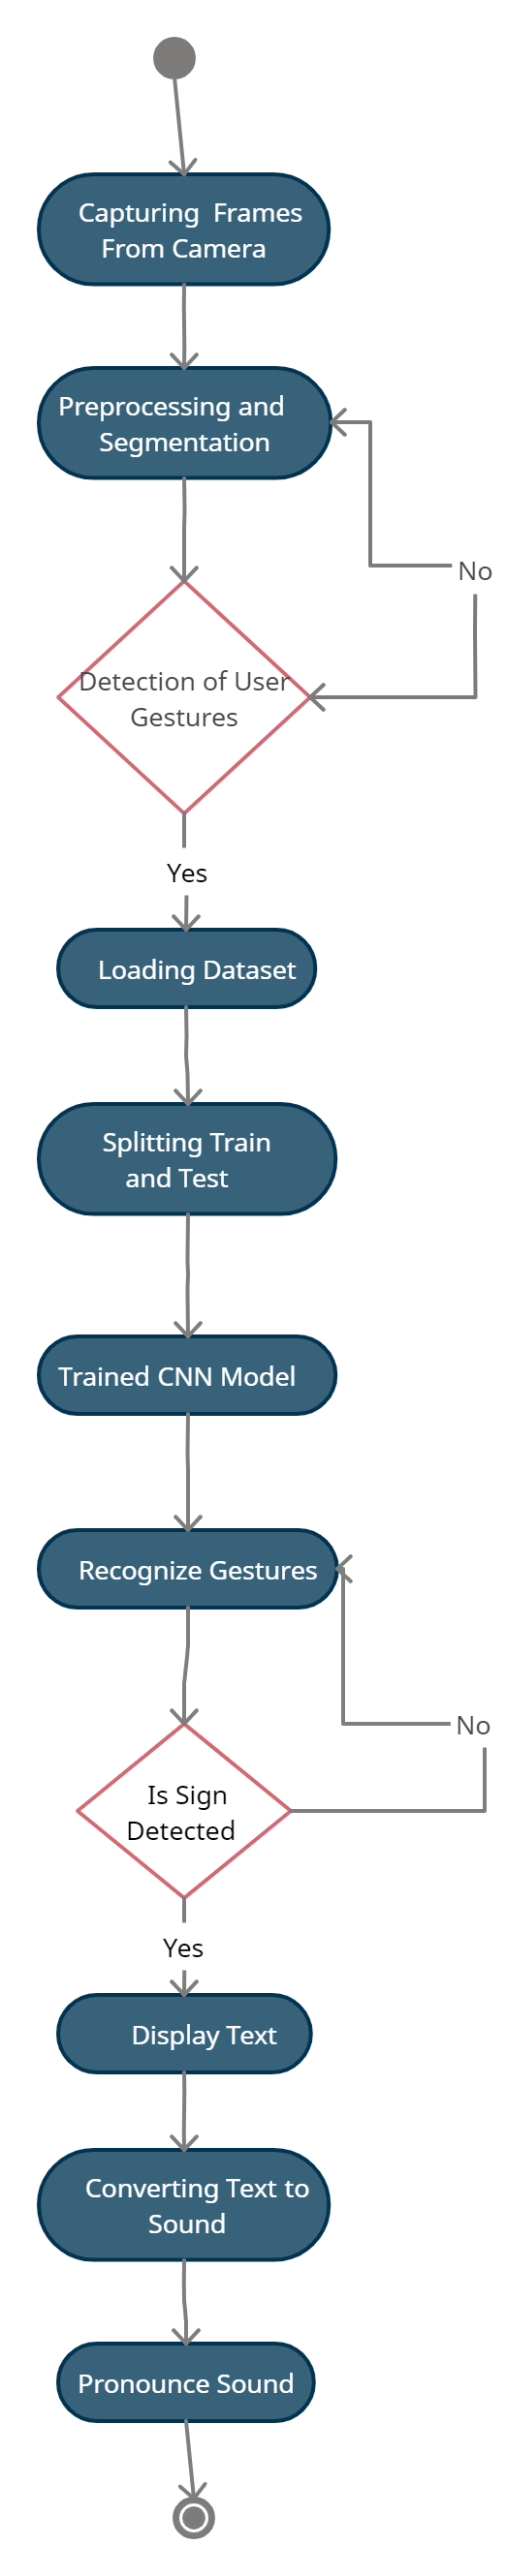 Capturing Frames
From Camera
Preprocessing and
Segmentation
No
Detection of User
Gestures
Yes
Loading Dataset
Splitting Train
and Test
Trained CNN Model
Recognize Gestures
No
Is Sign
Detected
Yes
Display Text
Converting Text to
Sound
Pronounce Sound